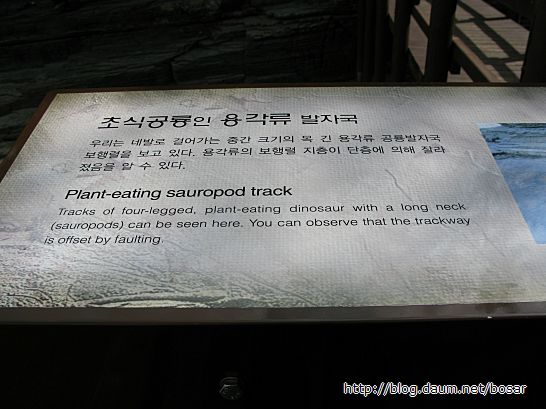 초식공룡인 용각류 발자국
우리는 네발로 걸어가는 중간 크기의 목 긴 용각류 공룡발자국
보행렬을 보고 있다. 용각류의 보행렬 지층이 단층에 의해 잘라
졌음을 알 수 있다.
Plant-eating sauropod track
Tracks of four-legged, plant-eating dinosaur with a long neck
(sauropods) can be seen here. You can observe that the trackway
is offset by faulting.
http://blog.daum.net/bosar